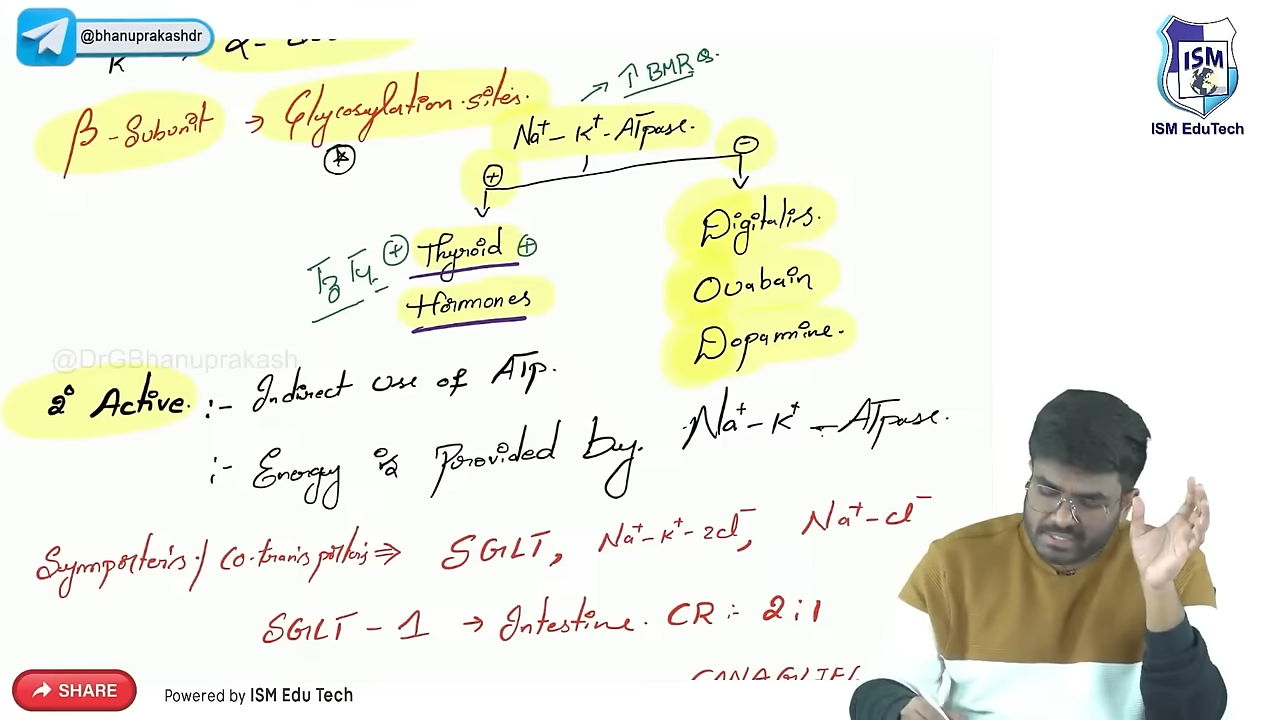 @bhanuprakashdr
ISM
ISM EduTech
K
↑ BMR
β-Subunit → Glycosylation sites.
Na⁺-K⁺-ATpase.
+
-
T₃ T₄ + Thyroid +
Hormones
Digitalis.
Ouabain
Dopamine.
@DrGBhanuprakash
2° Active. :- Indirect use of ATP.
:- Energy is Provided by. Na⁺-K⁺-ATpase.
Symporters / Co-transporters ⇒ SGLT, Na⁺-K⁺-2cl⁻, Na⁺-cl⁻
SGLT-1 → Intestine. CR:- 2:1
SHARE
Powered by ISM Edu Tech